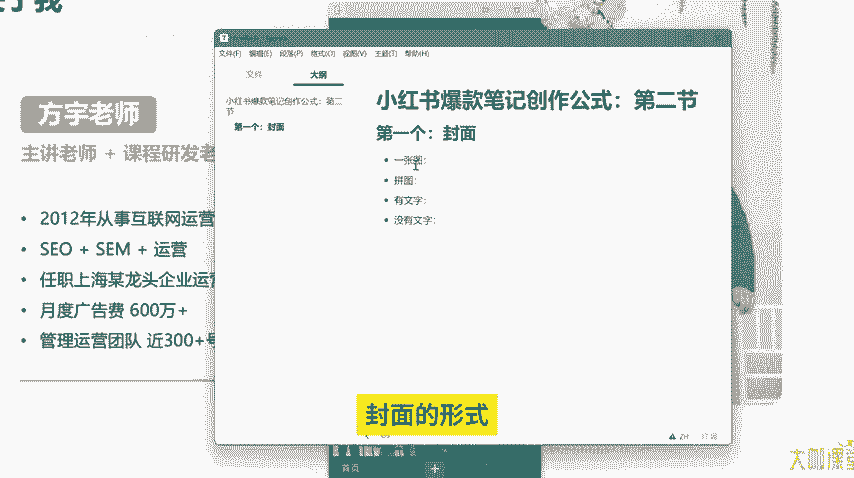 于我
方宇老师
主讲老师 + 课程研发老
2012年从事互联网运营
SEO + SEM + 运营
任职上海某龙头企业运营
月度广告费 600万+
管理运营团队 近300+号
文件(F) 编辑(E) 段落(P) 格式(O) 视图(V) 主题(T) 帮助(H)
文件 大纲
小红书爆款笔记创作公式：第二
节
第一个：封面
小红书爆款笔记创作公式：第二节
第一个：封面
一张图：
拼图：
有文字：
没有文字：
封面的形式
ZH
首页
大咖课堂